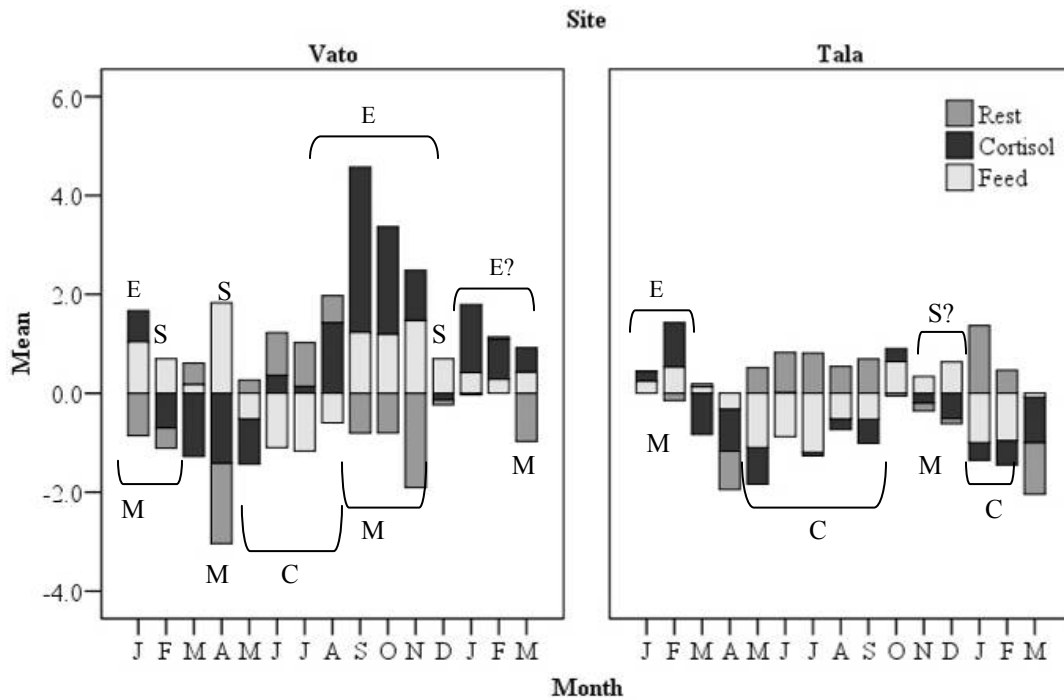 Site
Vato
Tala
6.0
4.0
2.0
0.0
-2.0
-4.0
Mean
E
S
S
E
S
E?
M
M
C
M
M
E
S?
M
M
C
C
Rest
Cortisol
Feed
J F M A M J J A S O N D J F M
J F M A M J J A S O N D J F M
Month